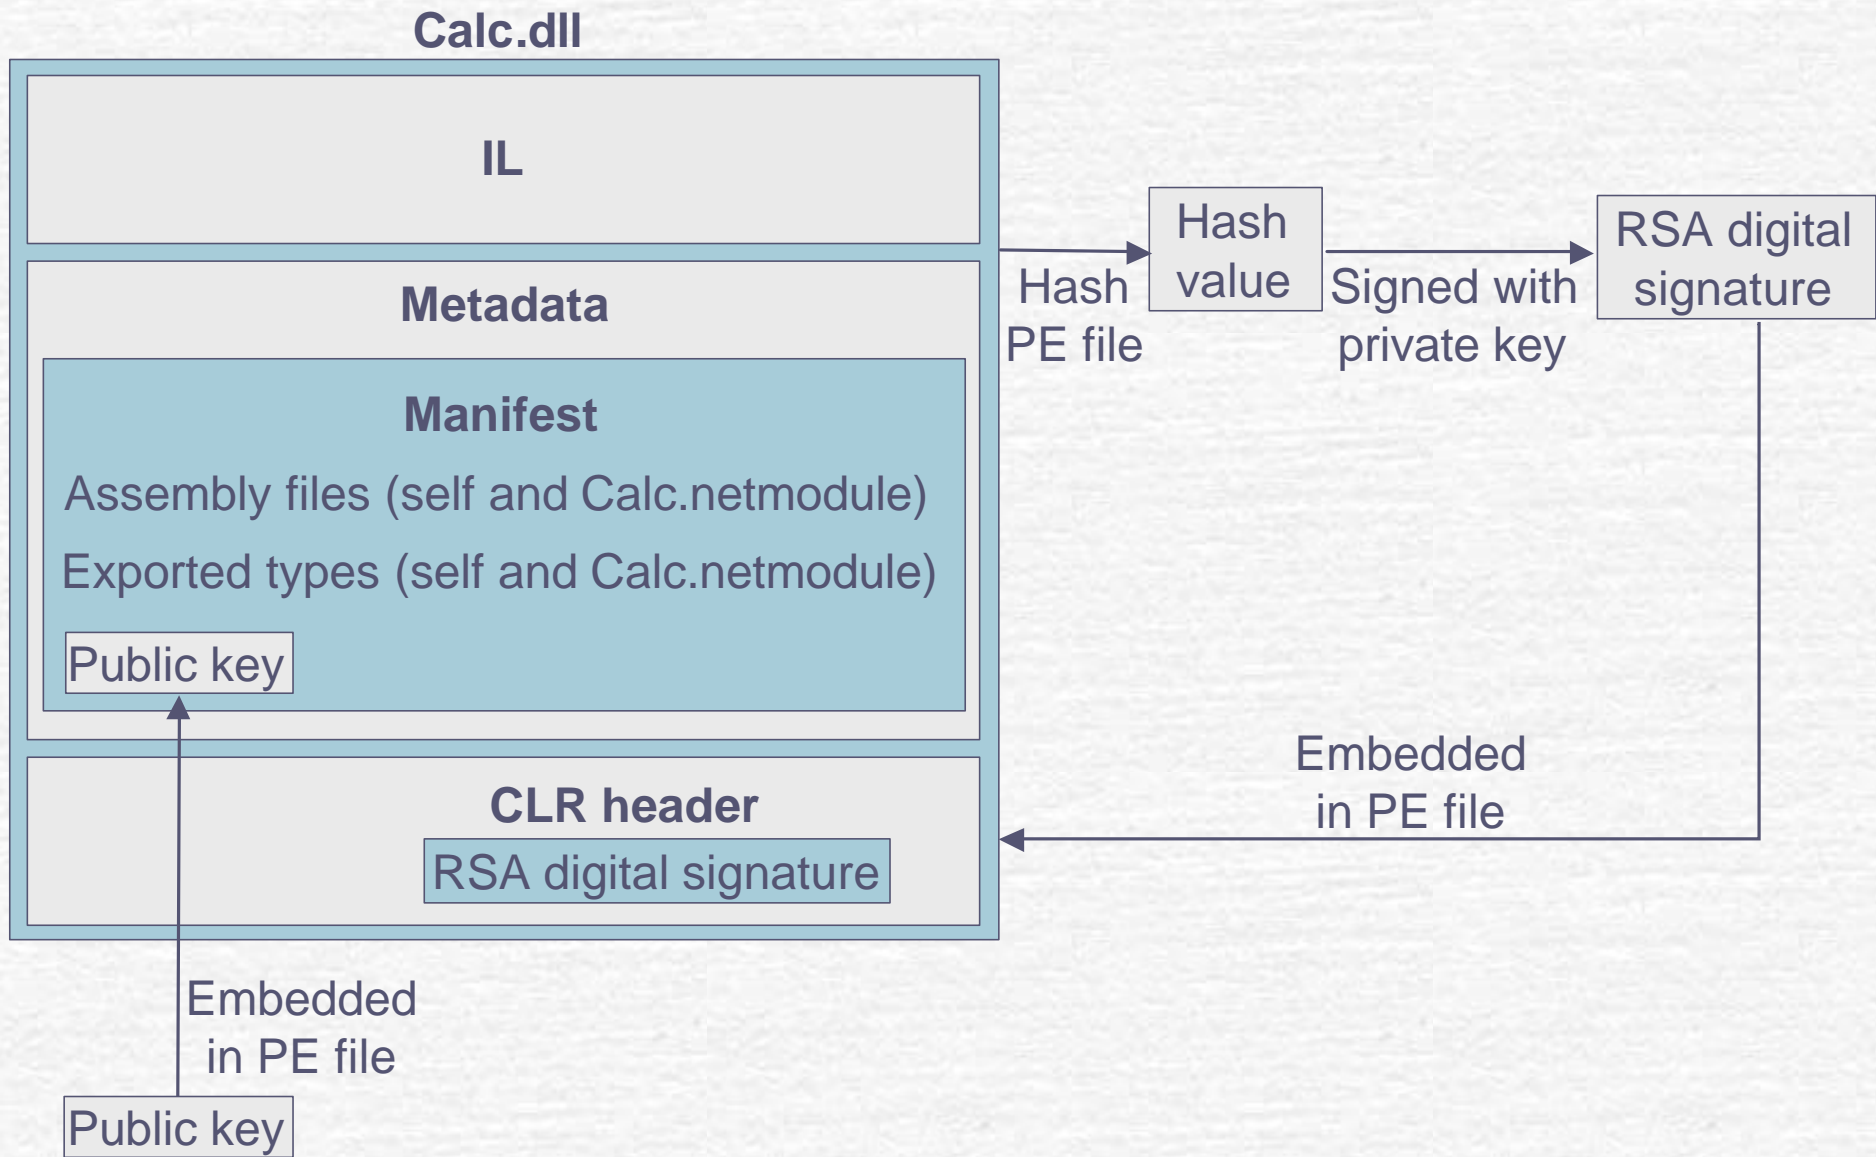 Calc.dll
IL
Metadata
Manifest
Assembly files (self and Calc.netmodule)
Exported types (self and Calc.netmodule)
Public key
CLR header
RSA digital signature
Hash
PE file
Hash
value
Signed with
private key
RSA digital
signature
Embedded
in PE file
Embedded
in PE file
Public key